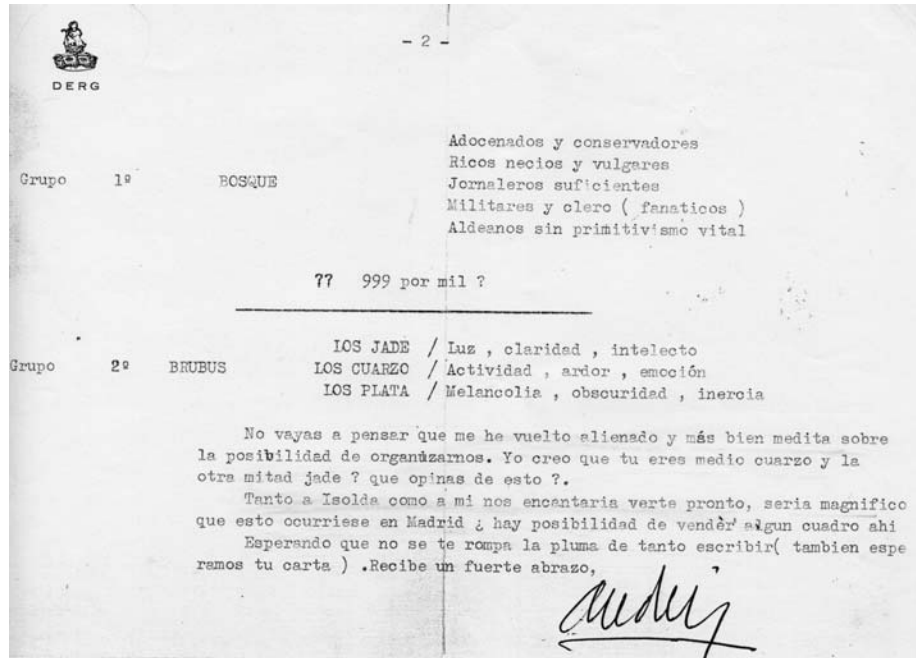 - 2 -
DERG
Adocenados y conservadores
Ricos necios y vulgares
Grupo 1º BOSQUE Jornaleros suficientes
Militares y clero ( fanaticos )
Aldeanos sin primitivismo vital
?? 999 por mil ?
LOS JADE / Luz , claridad , intelecto
Grupo 2º BRUBUS LOS CUARZO / Actividad , ardor , emoción
LOS PLATA / Melancolia , obscuridad , inercia
No vayas a pensar que me he vuelto alienado y más bien medita sobre
la posibilidad de organizarnos. Yo creo que tu eres medio cuarzo y la
otra mitad jade ? que opinas de esto ?.
Tanto a Isolda como a mi nos encantaria verte pronto, seria magnifico
que esto ocurriese en Madrid ¿ hay posibilidad de vender algun cuadro ahi
Esperando que no se te rompa la pluma de tanto escribir( tambien espe
ramos tu carta ) .Recibe un fuerte abrazo,